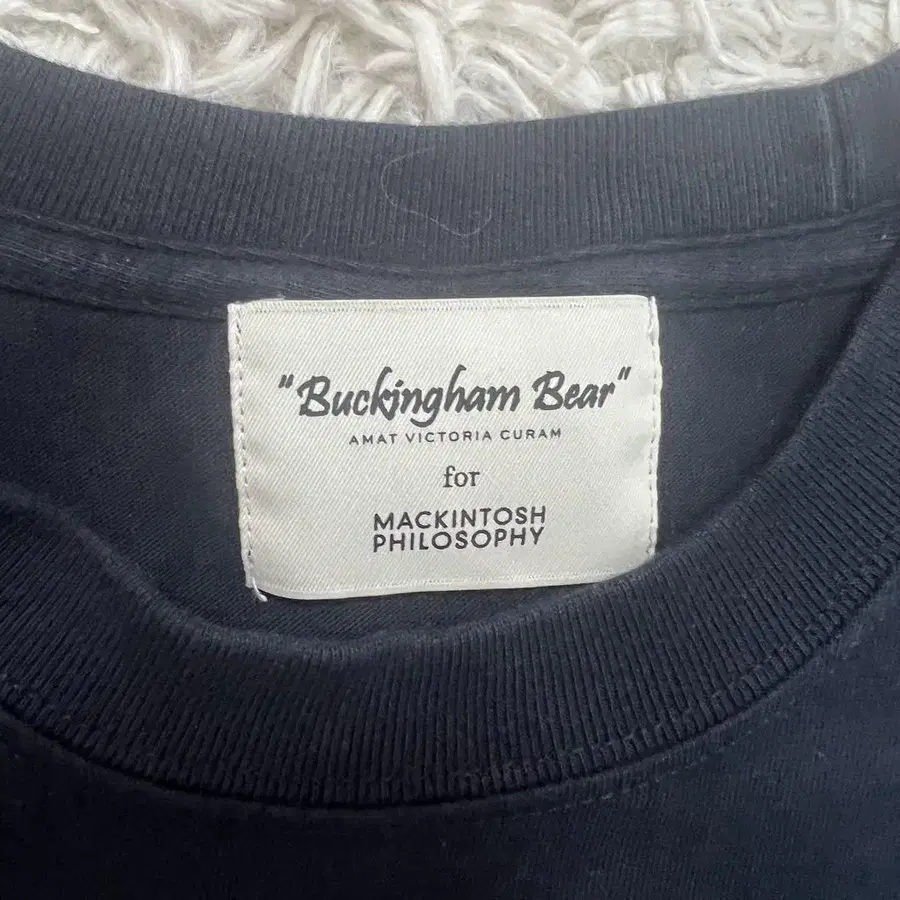 "Buckingham Bear"
AMAT VICTORIA CURAM
for
MACKINTOSH
PHILOSOPHY